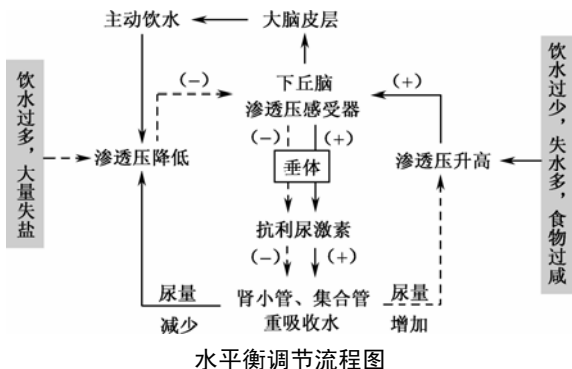 主动饮水
大脑皮层
(－)
下丘脑
渗透压感受器
(＋)
饮水过多，大量失盐
饮水过少，失水多，食物过咸
(－)
(＋)
渗透压降低
垂体
渗透压升高
抗利尿激素
(－)
(＋)
尿量
减少
肾小管、集合管
重吸收水
尿量
增加
水平衡调节流程图